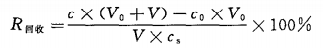 R回收 = c×(V₀+V)−c₀×V₀ / V×cₛ ×100%